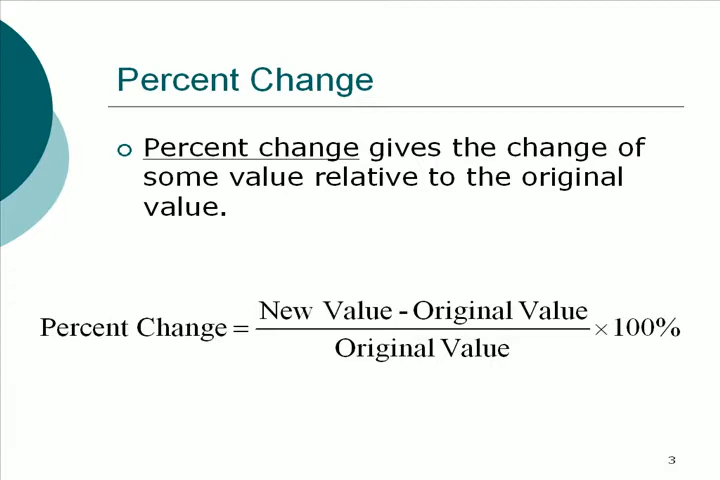 Percent Change
Percent change gives the change of
some value relative to the original
value.
New Value - Original Value
Percent Change = ×100%
Original Value
3